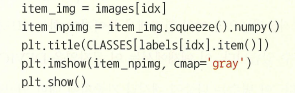 item_img = images[idx]
item_npimg = item_img.squeeze().numpy()
plt.title(CLASSES[labels[idx].item()])
plt.imshow(item_npimg, cmap='gray')
plt.show()